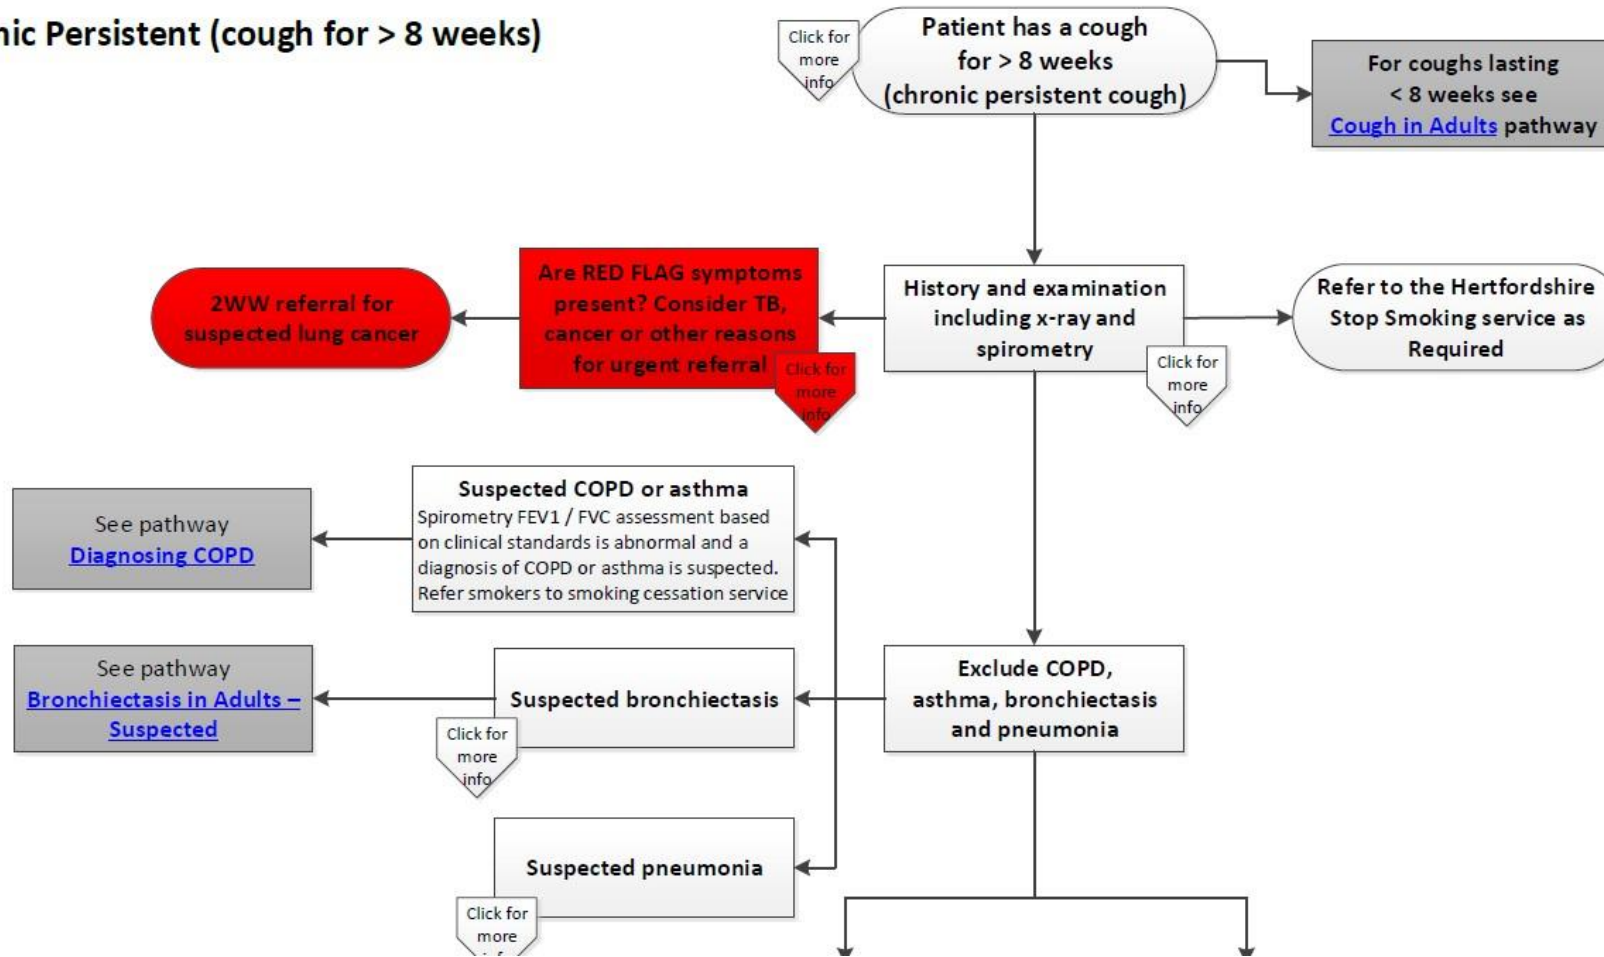 nic Persistent (cough for > 8 weeks)
Click for
more
info
Patient has a cough
for > 8 weeks
(chronic persistent cough)
For coughs lasting
< 8 weeks see
Cough in Adults pathway
2WW referral for
suspected lung cancer
Are RED FLAG symptoms
present? Consider TB,
cancer or other reasons
for urgent referral
Click for
more
info
History and examination
including x-ray and
spirometry
Click for
more
info
Refer to the Hertfordshire
Stop Smoking service as
Required
See pathway
Diagnosing COPD
Suspected COPD or asthma
Spirometry FEV1 / FVC assessment based
on clinical standards is abnormal and a
diagnosis of COPD or asthma is suspected.
Refer smokers to smoking cessation service
See pathway
Bronchiectasis in Adults –
Suspected
Suspected bronchiectasis
Click for
more
info
Exclude COPD,
asthma, bronchiectasis
and pneumonia
Suspected pneumonia
Click for
more